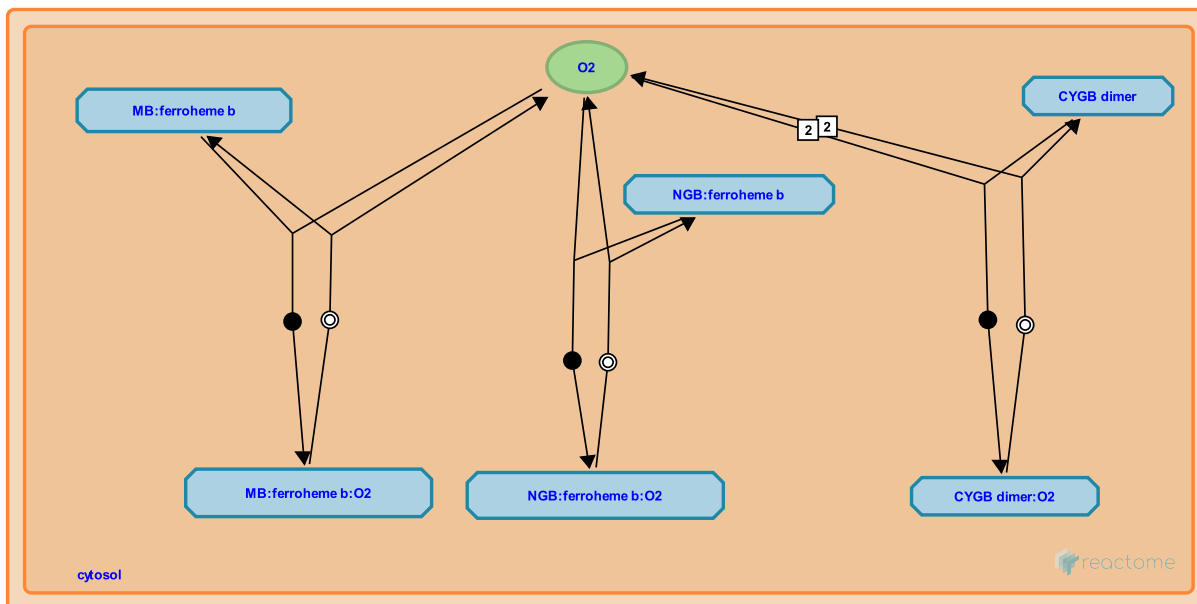 O2
MB:ferroheme b
CYGB dimer
2
2
NGB:ferroheme b
MB:ferroheme b:O2
NGB:ferroheme b:O2
CYGB dimer:O2
cytosol
reactome